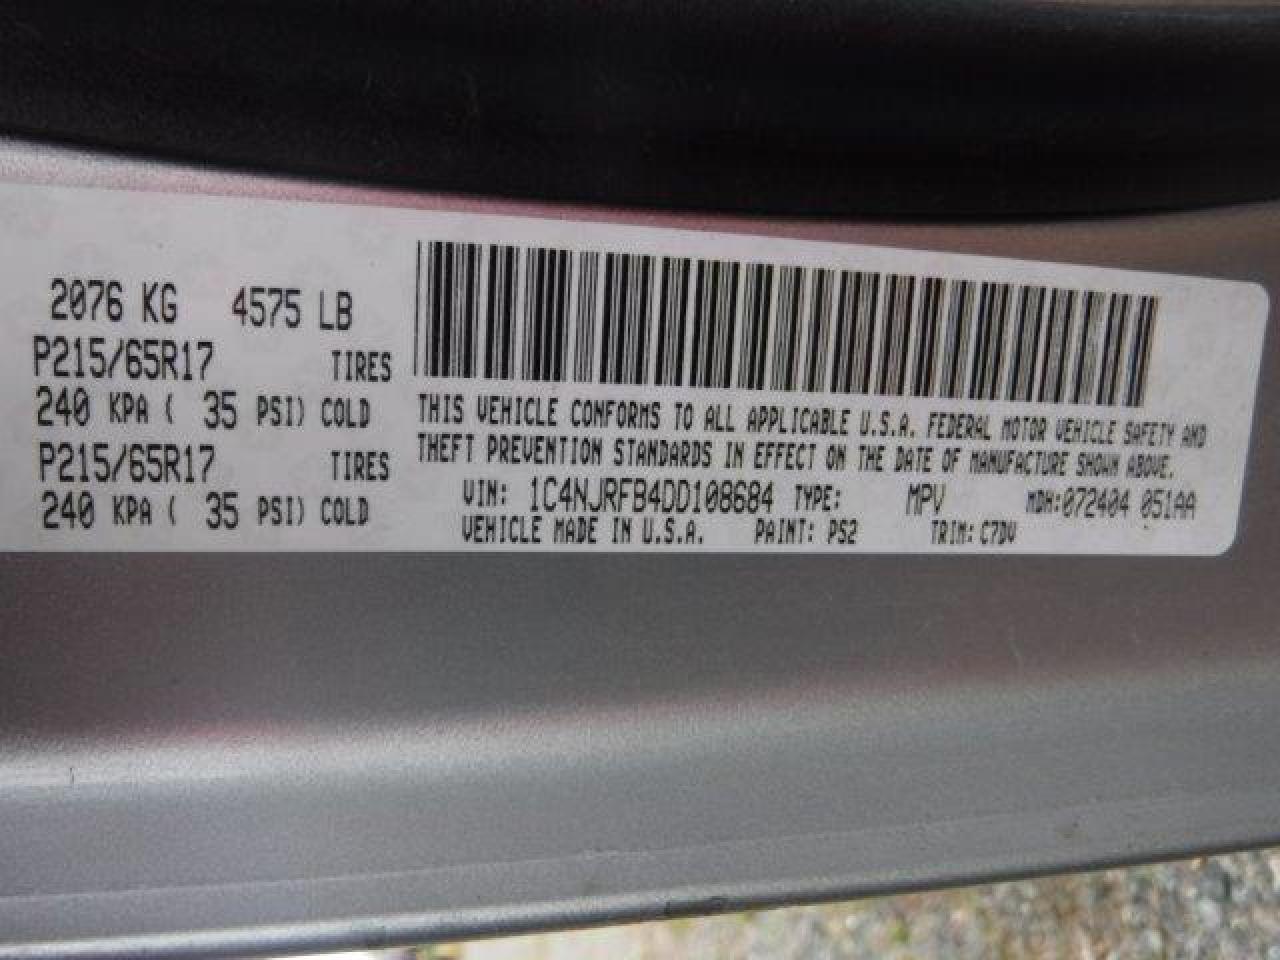 2076 KG 4575 LB
P215/65R17 TIRES
240 KPA ( 35 PSI) COLD
P215/65R17 TIRES
240 KPA ( 35 PSI) COLD
THIS VEHICLE CONFORMS TO ALL APPLICABLE U.S.A. FEDERAL MOTOR VEHICLE SAFETY AND
THEFT PREVENTION STANDARDS IN EFFECT ON THE DATE OF MANUFACTURE SHOWN ABOVE.
VIN: 1C4NJRFB4DD108684 TYPE: MPV MDH:072404 051AA
VEHICLE MADE IN U.S.A. PAINT: PS2 TRIM: C7DV